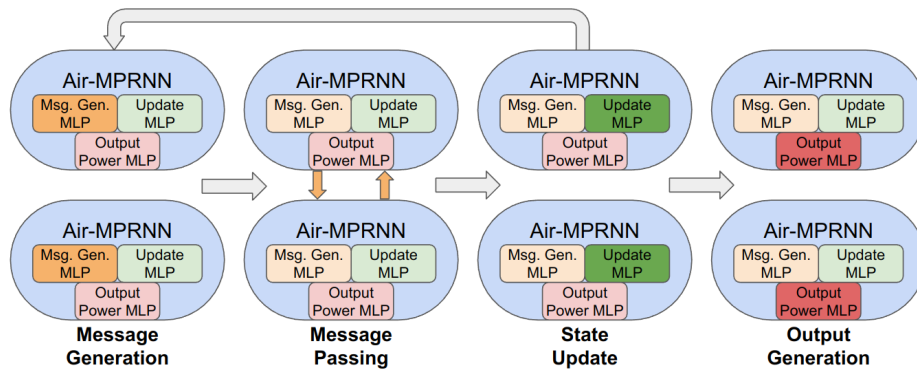 Air-MPRNN
Msg. Gen.
MLP
Update
MLP
Output
Power MLP
Air-MPRNN
Msg. Gen.
MLP
Update
MLP
Output
Power MLP
Air-MPRNN
Msg. Gen.
MLP
Update
MLP
Output
Power MLP
Air-MPRNN
Msg. Gen.
MLP
Update
MLP
Output
Power MLP
Air-MPRNN
Msg. Gen.
MLP
Update
MLP
Output
Power MLP
Air-MPRNN
Msg. Gen.
MLP
Update
MLP
Output
Power MLP
Air-MPRNN
Msg. Gen.
MLP
Update
MLP
Output
Power MLP
Air-MPRNN
Msg. Gen.
MLP
Update
MLP
Output
Power MLP
Message
Generation
Message
Passing
State
Update
Output
Generation